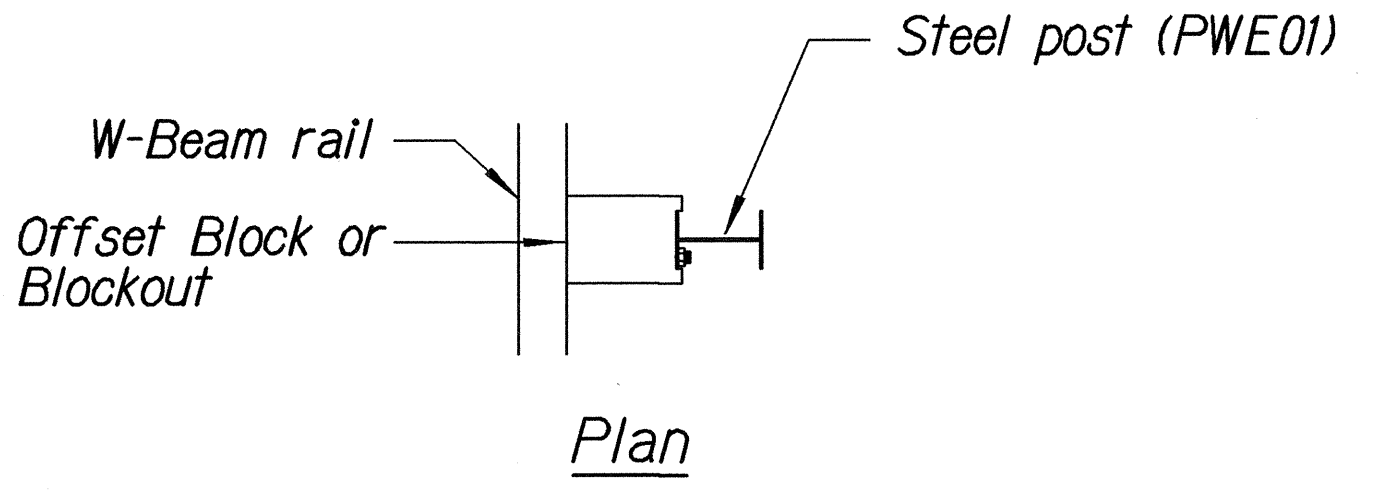 Steel post (PWE01)
W-Beam rail
Offset Block or
Blockout
Plan